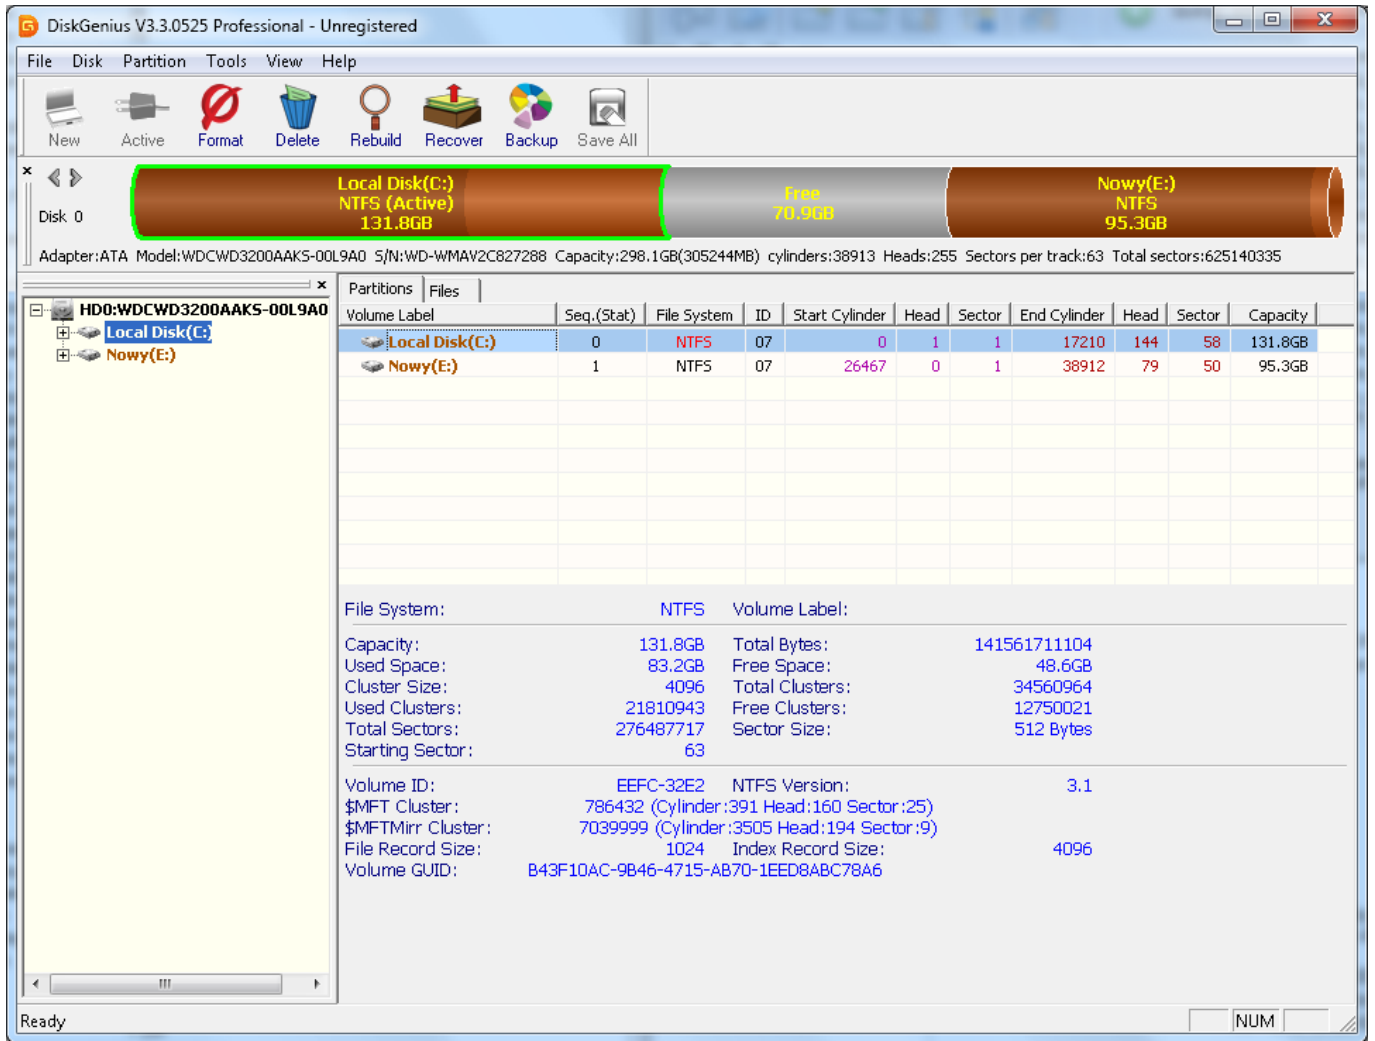 DiskGenius V3.3.0525 Professional - Unregistered
File Disk Partition Tools View Help
New Active Format Delete Rebuild Recover Backup Save All
Disk 0
Local Disk(C:)
NTFS (Active)
131.8GB
Free
70.9GB
Nowy(E:)
NTFS
95.3GB
Adapter:ATA Model:WDCWD3200AAKS-00L9A0 S/N:WD-WMAV2C827288 Capacity:298.1GB(305244MB) cylinders:38913 Heads:255 Sectors per track:63 Total sectors:625140335
HD0:WDCWD3200AAKS-00L9A0
Local Disk(C:)
Nowy(E:)
Partitions Files
Volume Label Seq.(Stat) File System ID Start Cylinder Head Sector End Cylinder Head Sector Capacity
Local Disk(C:) 0 NTFS 07 0 1 1 17210 144 58 131.8GB
Nowy(E:) 1 NTFS 07 26467 0 1 38912 79 50 95.3GB
File System: NTFS Volume Label:
Capacity: 131.8GB Total Bytes: 141561711104
Used Space: 83.2GB Free Space: 48.6GB
Cluster Size: 4096 Total Clusters: 34560964
Used Clusters: 21810943 Free Clusters: 12750021
Total Sectors: 276487717 Sector Size: 512 Bytes
Starting Sector: 63
Volume ID: EEFC-32E2 NTFS Version: 3.1
$MFT Cluster: 786432 (Cylinder:391 Head:160 Sector:25)
$MFTMirr Cluster: 7039999 (Cylinder:3505 Head:194 Sector:9)
File Record Size: 1024 Index Record Size: 4096
Volume GUID: B43F10AC-9B46-4715-AB70-1EED8ABC78A6
Ready NUM